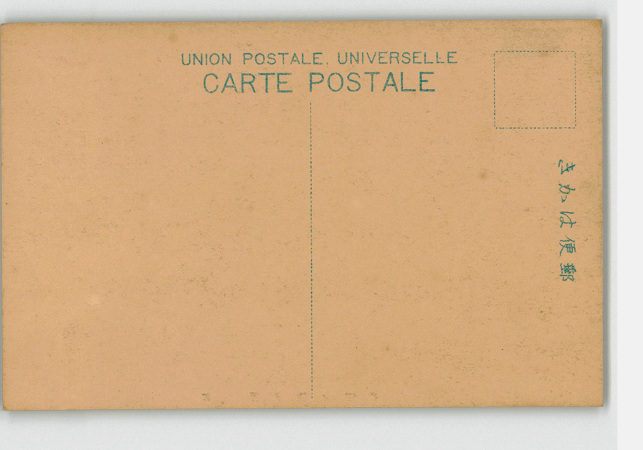 UNION POSTALE UNIVERSELLE
CARTE POSTALE
きかは便郵